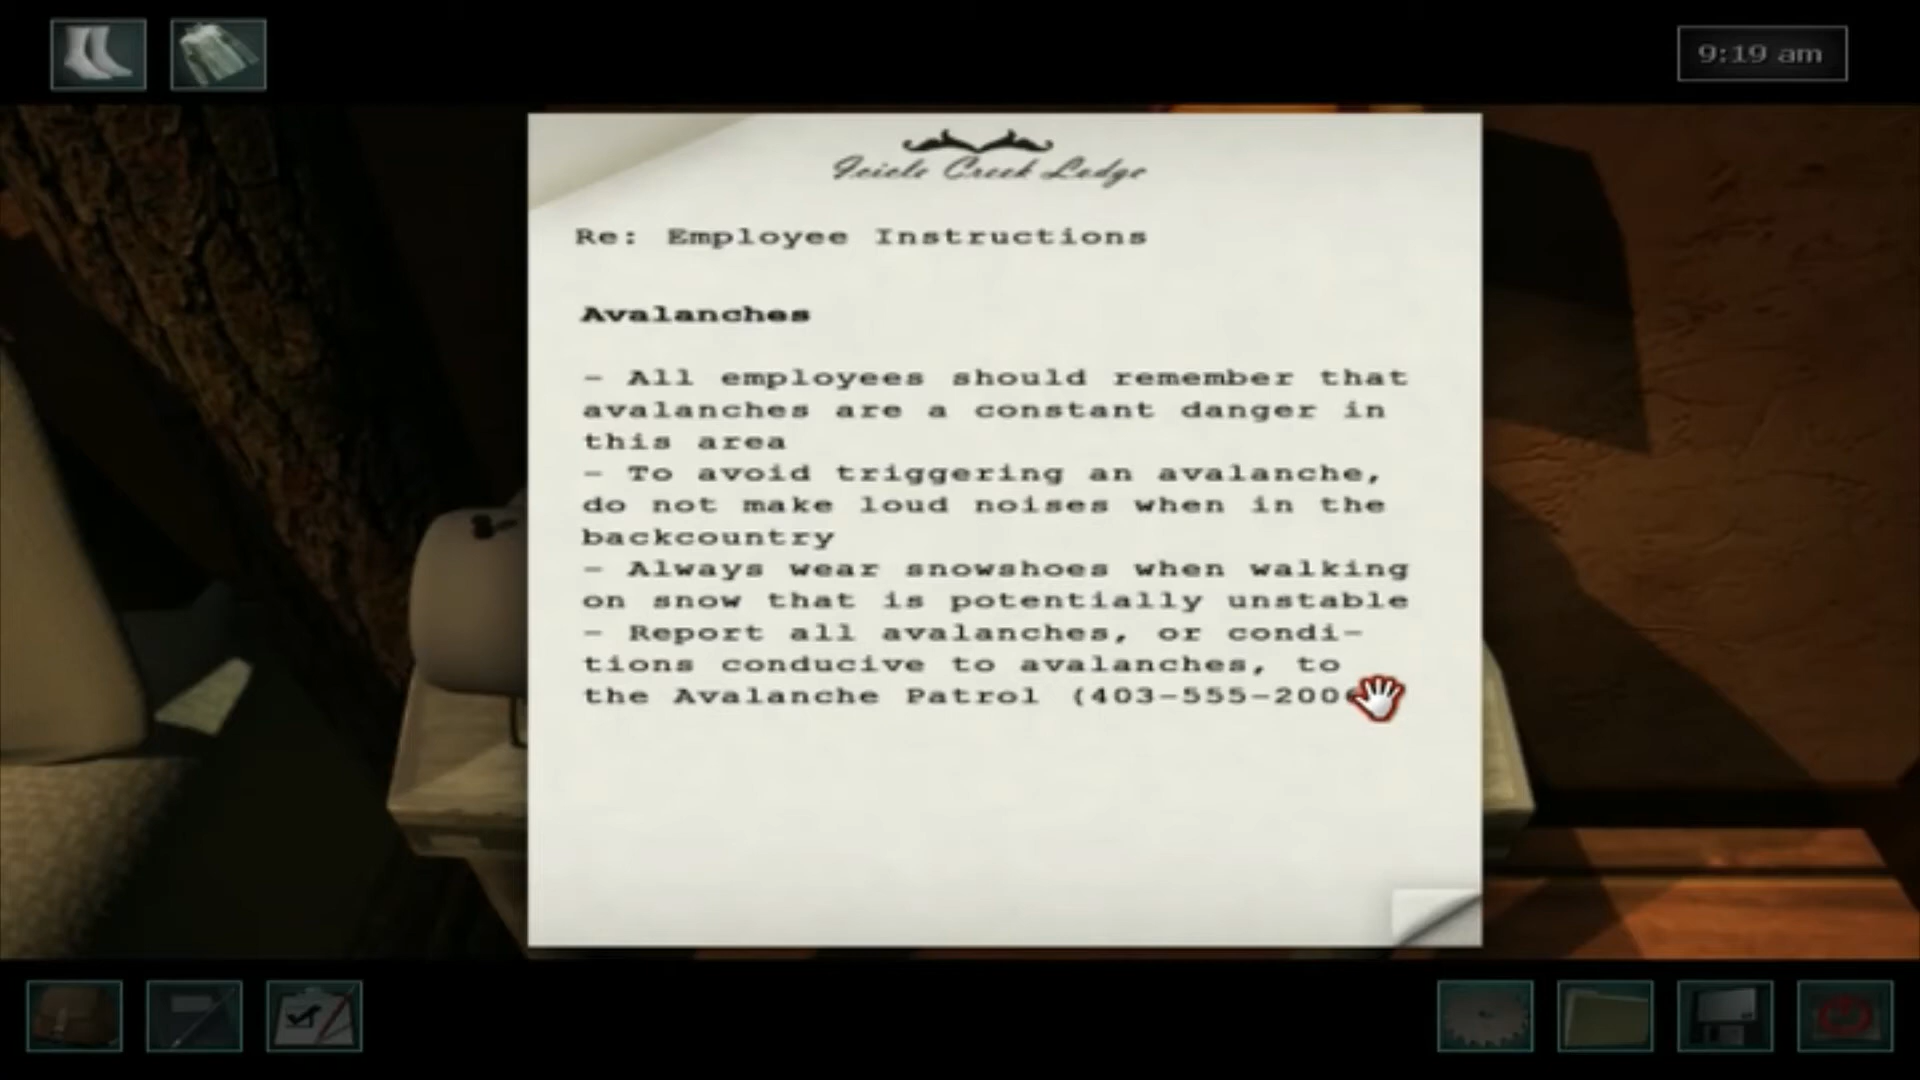 9:19 am
Icicle Creek Lodge
Re: Employee Instructions
Avalanches
- All employees should remember that
avalanches are a constant danger in
this area
- To avoid triggering an avalanche,
do not make loud noises when in the
backcountry
- Always wear snowshoes when walking
on snow that is potentially unstable
- Report all avalanches, or condi-
tions conducive to avalanches, to
the Avalanche Patrol